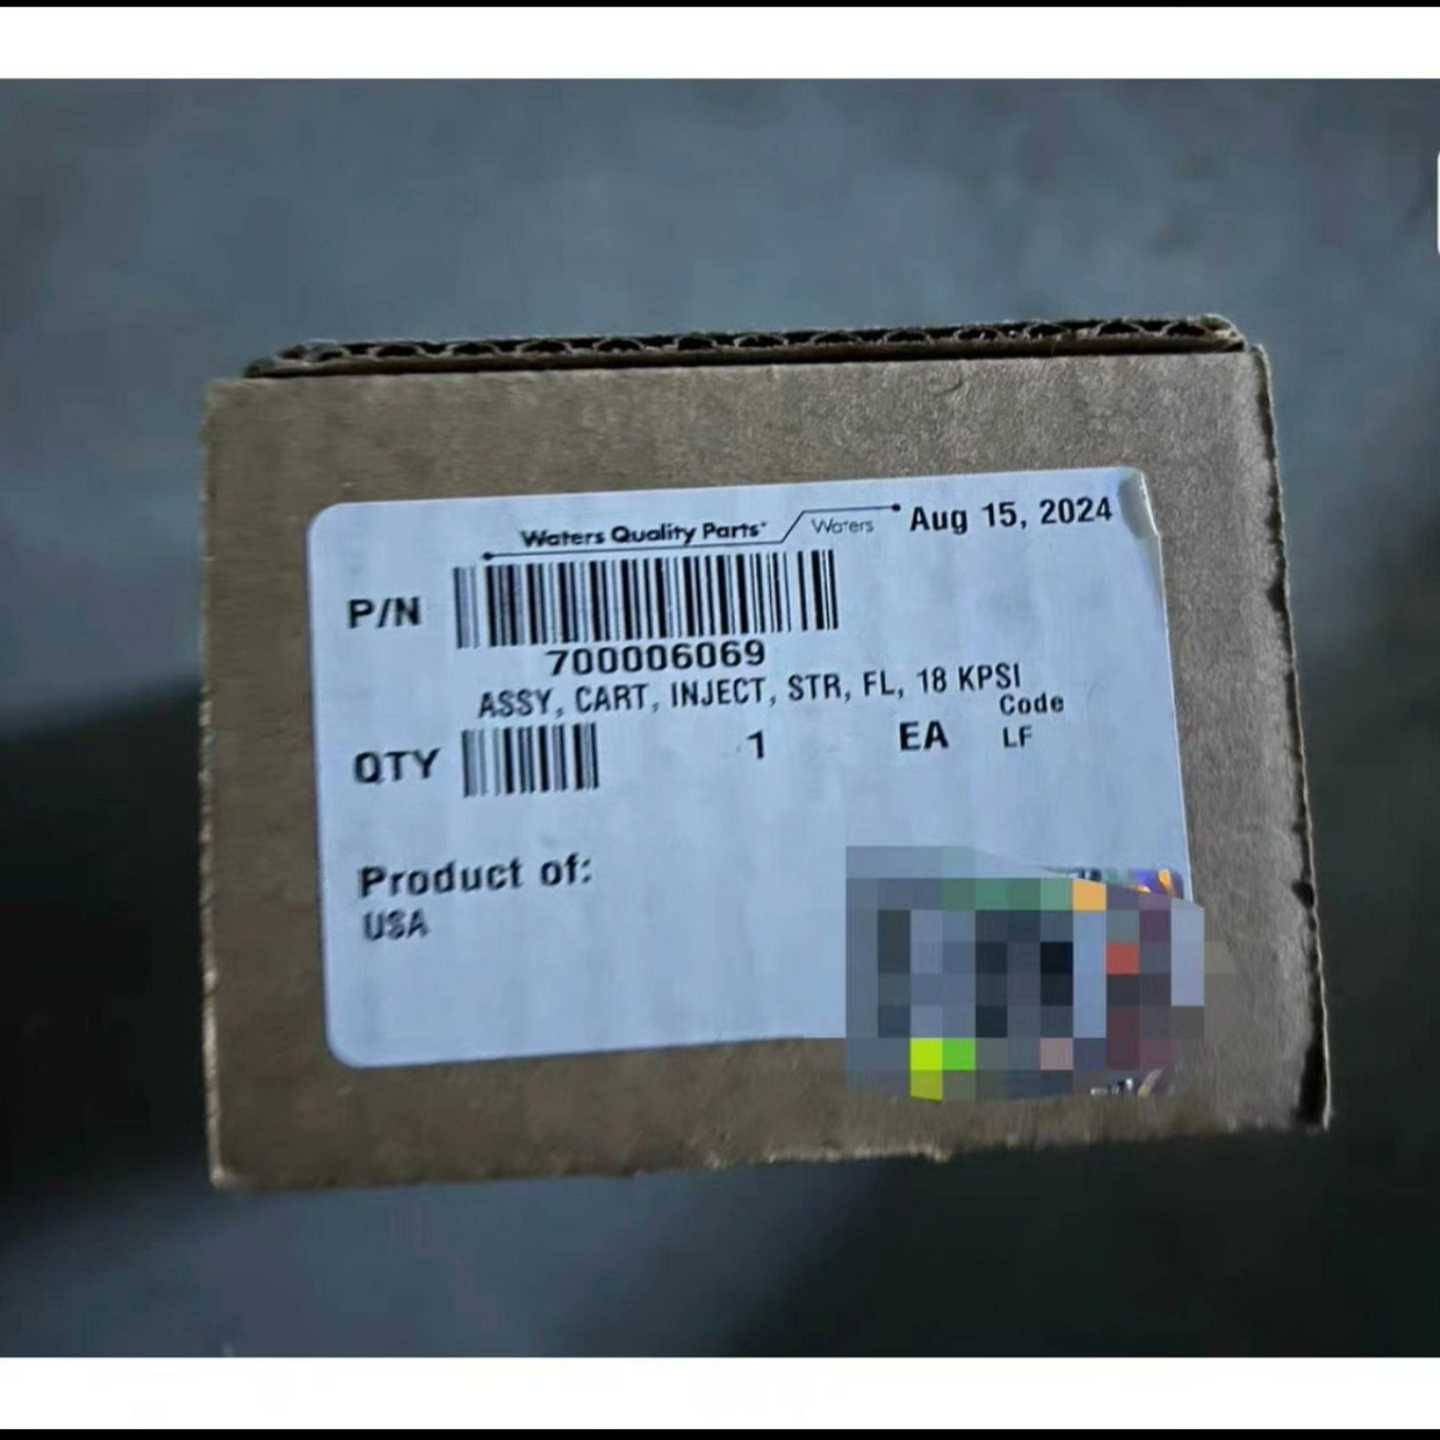 Waters Quality Parts
Waters
Aug 15, 2024
P/N
700006069
ASSY, CART, INJECT, STR, FL, 18 KPSI
Code
QTY 1 EA LF
Product of:
USA